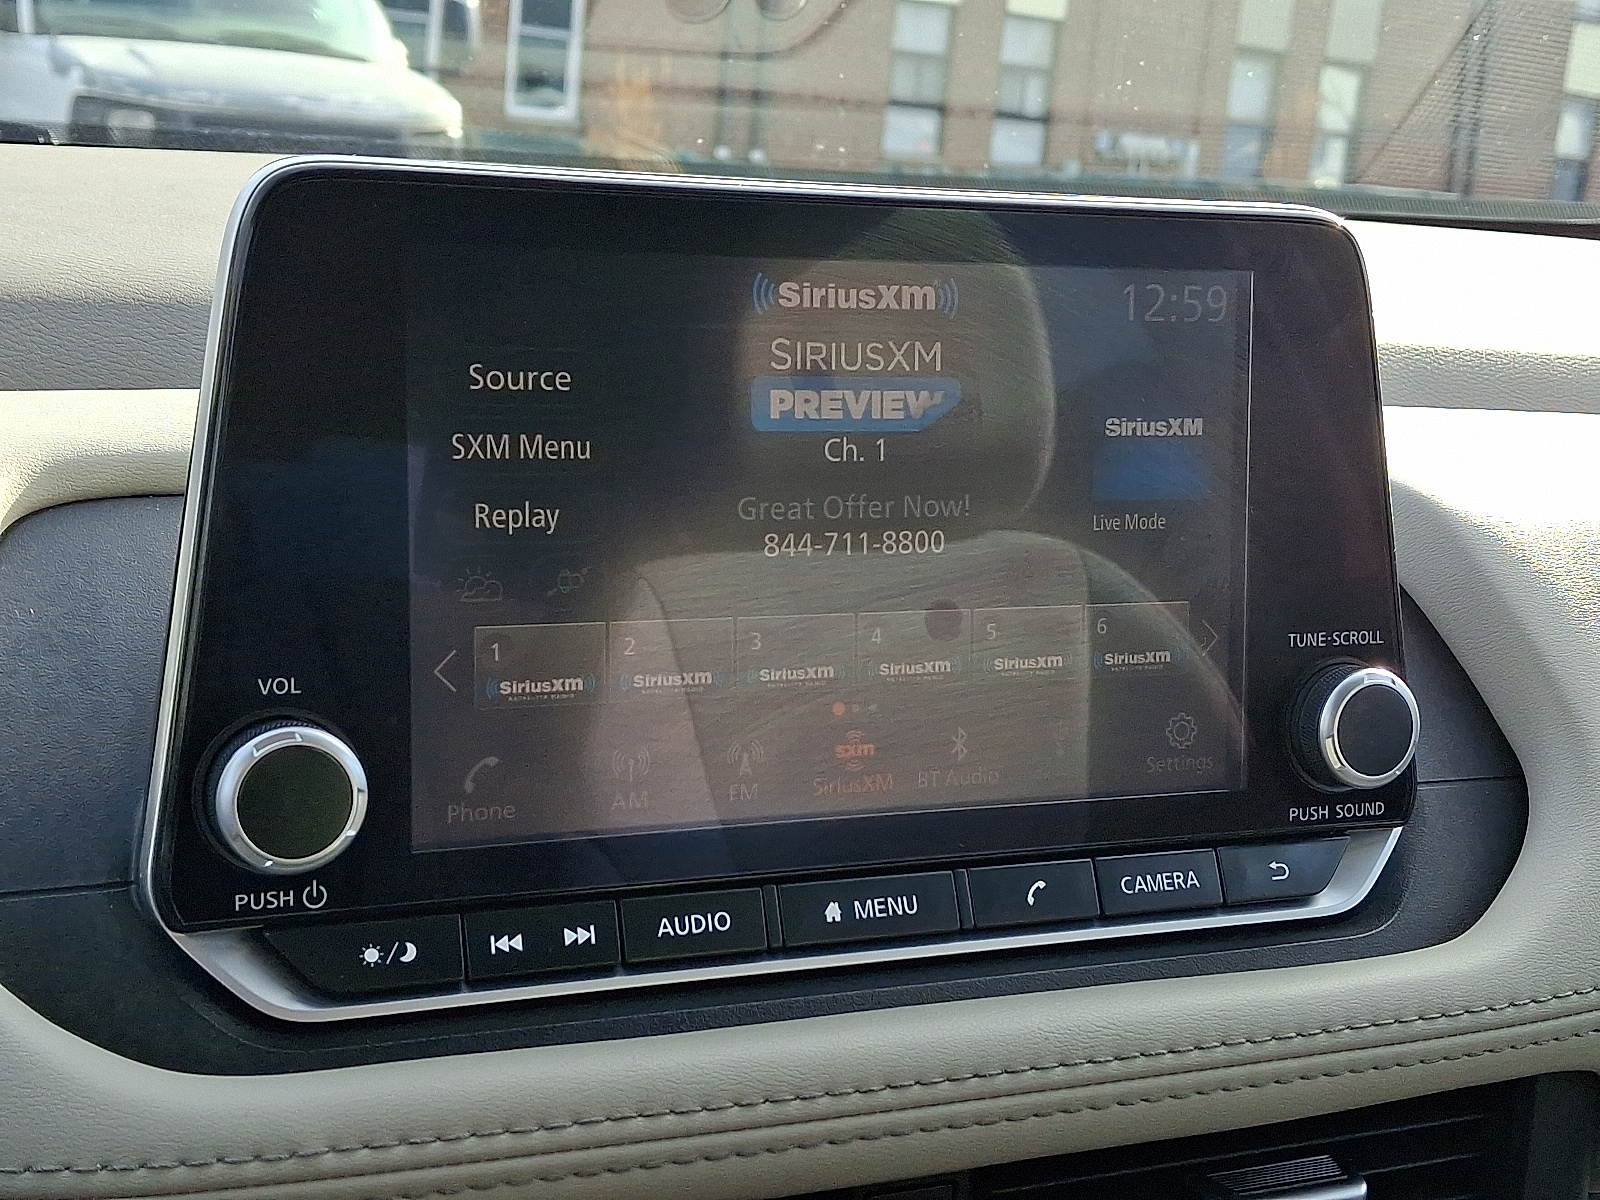 SiriusXm
12:59
SIRIUSXM
PREVIEW
Ch. 1
Source
SXM Menu
Replay
Great Offer Now!
844-711-8800
SiriusXM
Live Mode
1 2 3 4 5 6
SiriusXm SiriusXm SiriusXm SiriusXm SiriusXm SiriusXm
sxm
Phone AM FM SiriusXM BT Audio Settings
VOL
PUSH
TUNE·SCROLL
PUSH SOUND
AUDIO
MENU
CAMERA